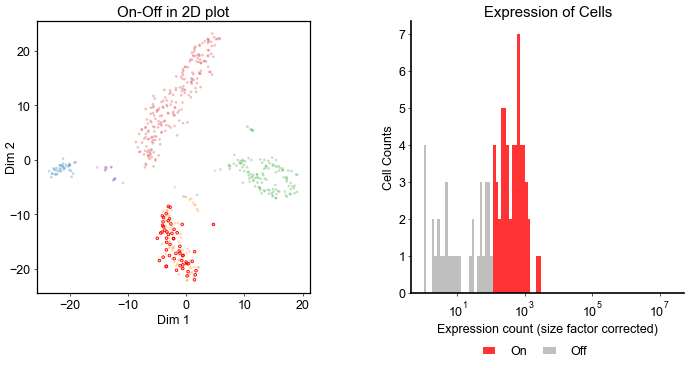 On-Off in 2D plot
Dim 2
20
10
0
−10
−20
−20 −10 0 10 20
Dim 1
Expression of Cells
Cell Counts
7
6
5
4
3
2
1
0
10^1 10^3 10^5 10^7
Expression count (size factor corrected)
On Off